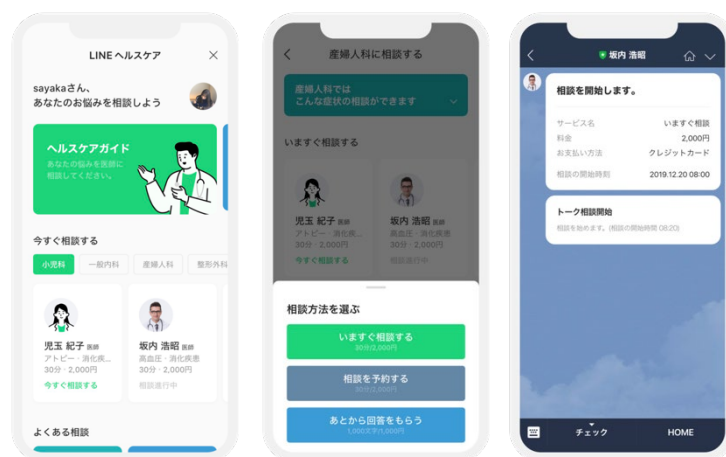 LINE ヘルスケア
sayakaさん、
あなたのお悩みを相談しよう
ヘルスケアガイド
あなたの悩みを医師に
相談してください。
今すぐ相談する
小児科
一般内科
産婦人科
整形外科
児玉 紀子 医師
アトピー・消化疾...
30分・2,000円
今すぐ相談する
坂内 浩昭 医師
高血圧・消化疾患
30分・2,000円
相談進行中
よくある相談
産婦人科に相談する
産婦人科では
こんな症状の相談ができます
いますぐ相談する
児玉 紀子 医師
アトピー・消化疾...
30分・2,000円
今すぐ相談する
坂内 浩昭 医師
高血圧・消化疾患
30分・2,000円
相談進行中
相談方法を選ぶ
いますぐ相談する
30分/2,000円
相談を予約する
30分/2,000円
あとから回答をもらう
1,000文字/1,000円
坂内 浩昭
相談を開始します。
サービス名 いますぐ相談
料金 2,000円
お支払い方法 クレジットカード
相談の開始時刻 2019.12.20 08:00
トーク相談開始
相談を始めます。(相談の開始時間 08:20)
チェック
HOME